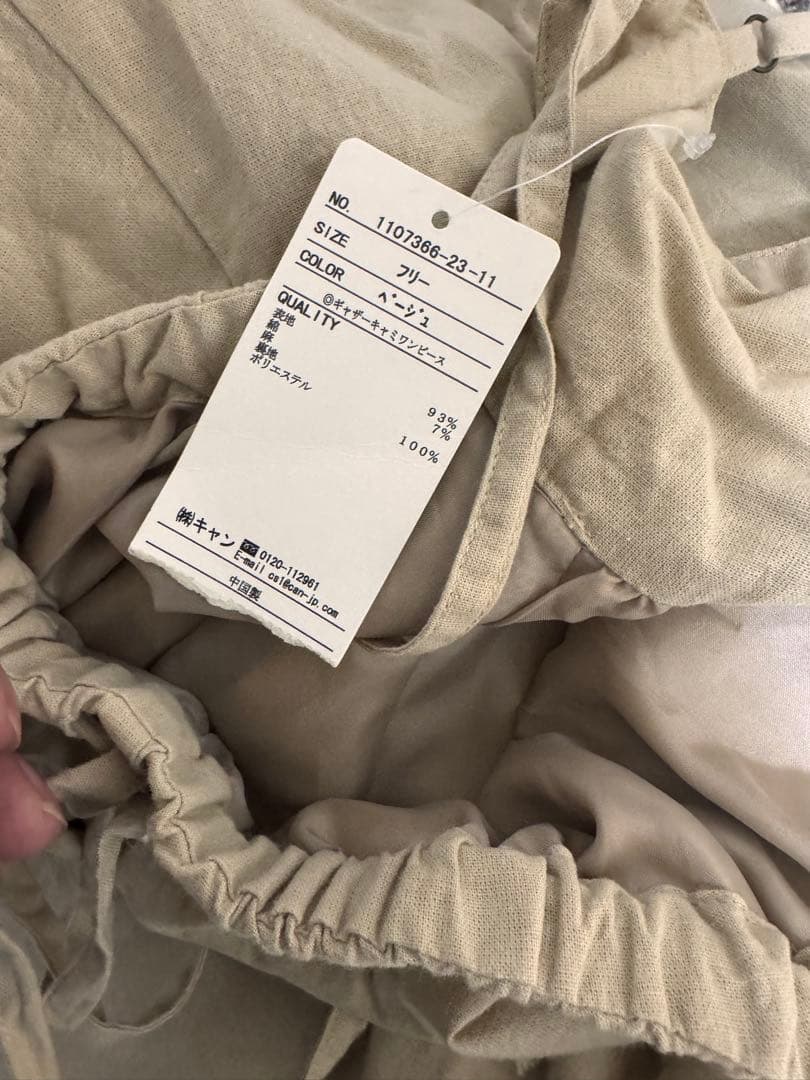 NO. 1107366-23-11
SIZE フリー
COLOR ベージュ
QUALITY ◎ギャザーキャミワンピース
表地
綿 93%
麻 7%
裏地
ポリエステル 100%
㈱キャン 0120-112961
E-mail cs1@can-jp.com
中国製